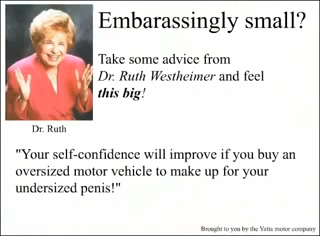 Embarassingly small?
Take some advice from
Dr. Ruth Westheimer and feel
this big!
Dr. Ruth
"Your self-confidence will improve if you buy an
oversized motor vehicle to make up for your
undersized penis!"
Brought to you by the Yatta motor company